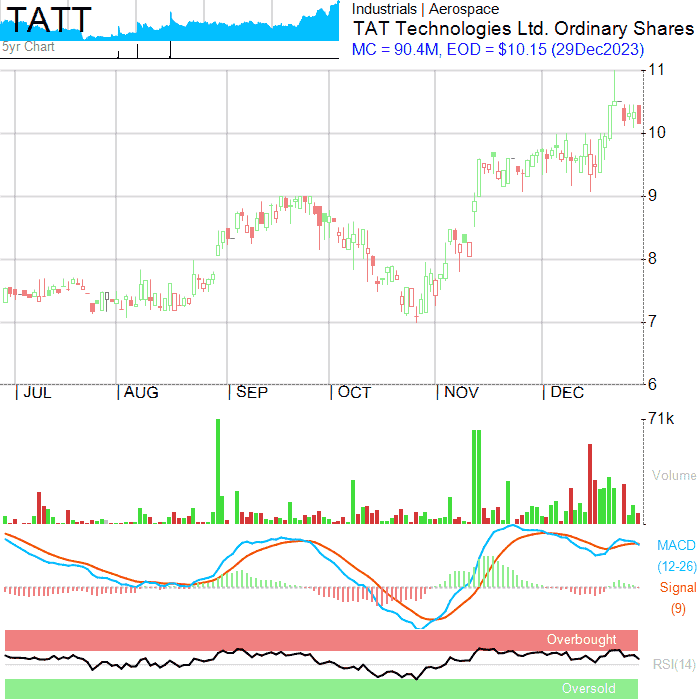 TATT
5yr Chart
Industrials | Aerospace
TAT Technologies Ltd. Ordinary Shares
MC = 90.4M, EOD = $10.15 (29Dec2023)
11
10
9
8
7
6
JUL AUG SEP OCT NOV DEC
71k
Volume
MACD
(12-26)
Signal
(9)
Overbought
RSI(14)
Oversold